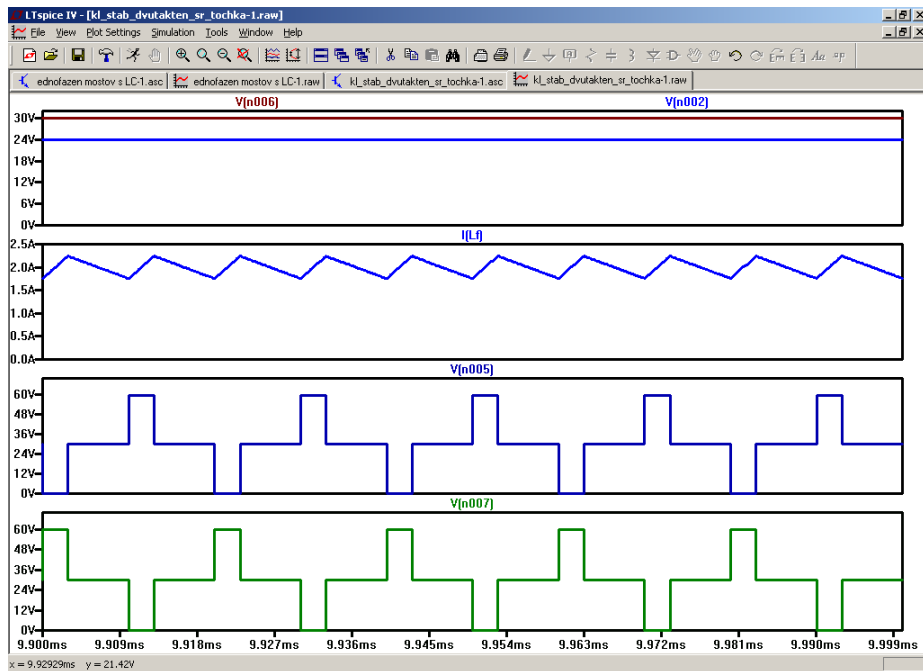 LTspice IV - [kl_stab_dvutakten_sr_tochka-1.raw]
File View Plot Settings Simulation Tools Window Help
ednofazen mostov s LC-1.asc ednofazen mostov s LC-1.raw kl_stab_dvutakten_sr_tochka-1.asc kl_stab_dvutakten_sr_tochka-1.raw
V(n006) V(n002)
30V
24V
18V
12V
6V
0V
I(Lf)
2.5A
2.0A
1.5A
1.0A
0.5A
0.0A
V(n005)
60V
48V
36V
24V
12V
0V
V(n007)
60V
48V
36V
24V
12V
0V
9.900ms 9.909ms 9.918ms 9.927ms 9.936ms 9.945ms 9.954ms 9.963ms 9.972ms 9.981ms 9.990ms 9.999ms
x = 9.92929ms y = 21.42V